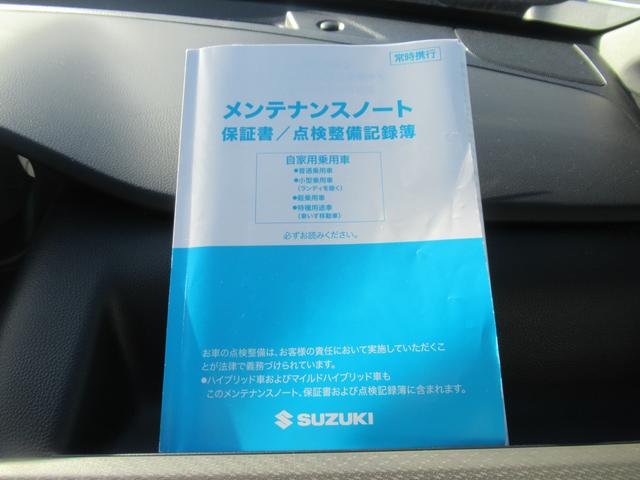 常時携行
メンテナンスノート
保証書／点検整備記録簿
自家用乗用車
●普通乗用車
●小型乗用車
（ランディを除く）
●軽乗用車
●特種用途車
（車いす移動車）
必ずお読みください。
お車の点検整備は、お客様の責任において実施していただくこ
とが法律で義務づけられています。
●ハイブリッド車およびマイルドハイブリッド車も
このメンテナンスノート、保証書および点検記録簿に含まれます。
SUZUKI